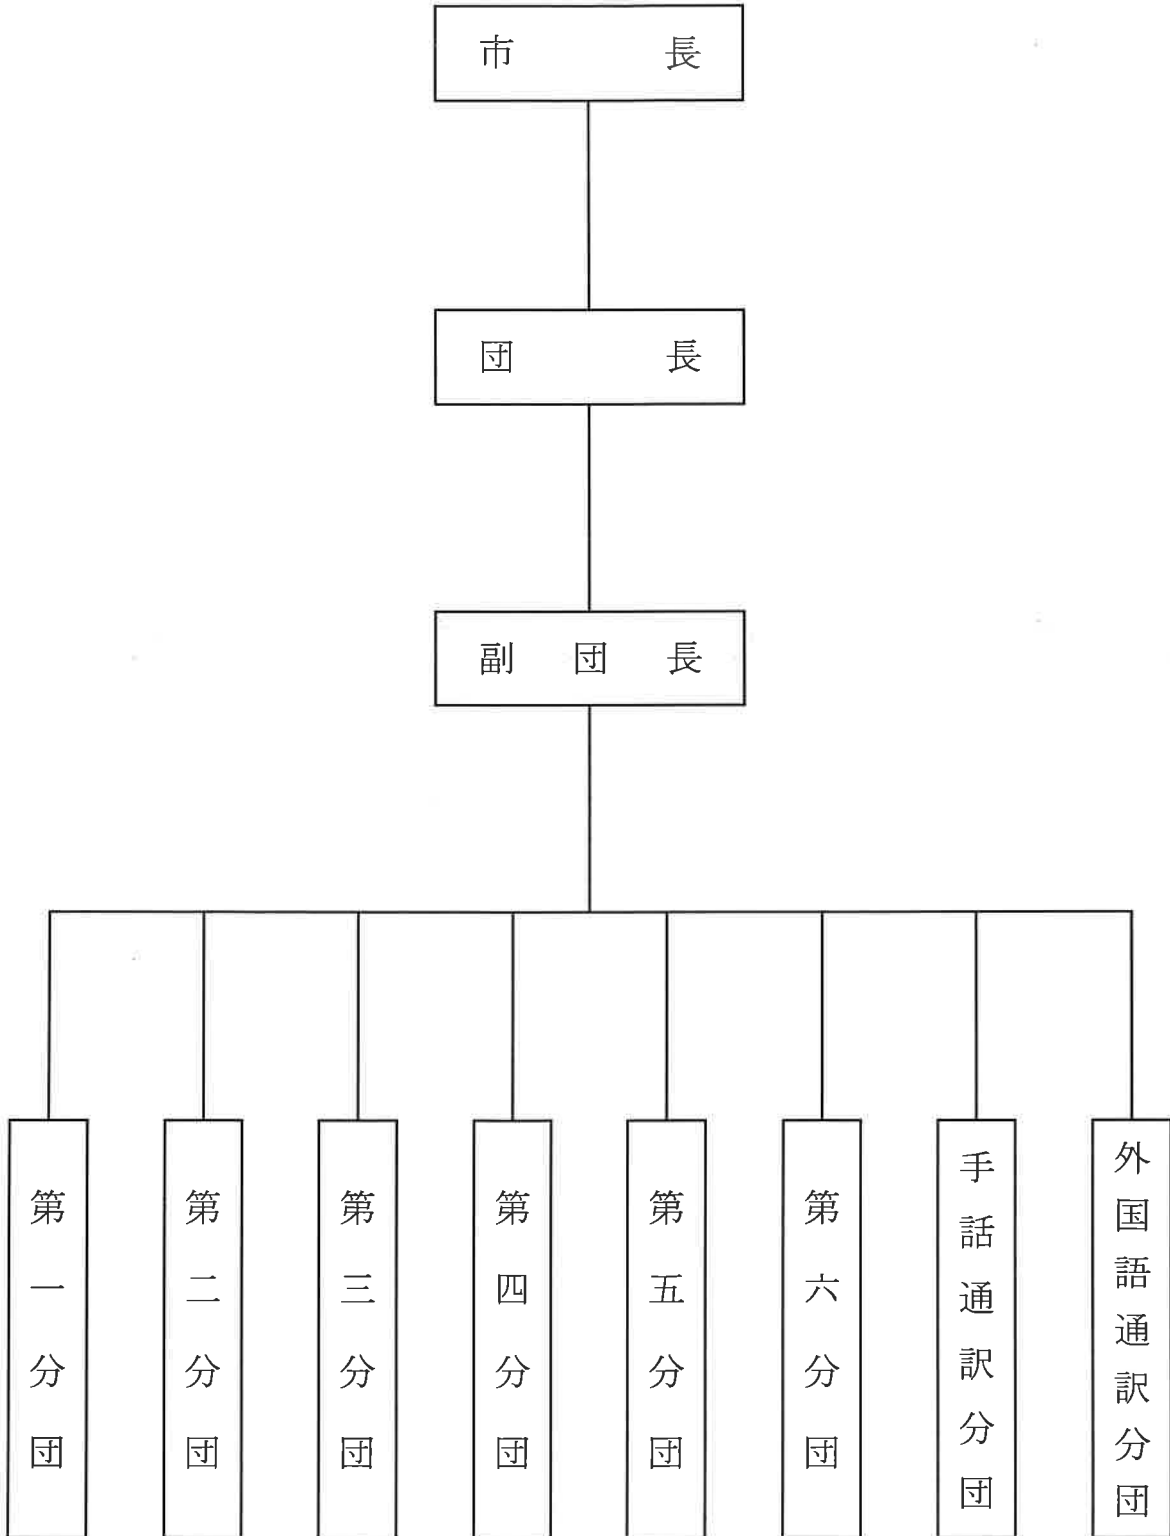 市長
団長
副団長
第一分団
第二分団
第三分団
第四分団
第五分団
第六分団
手話通訳分団
外国語通訳分団